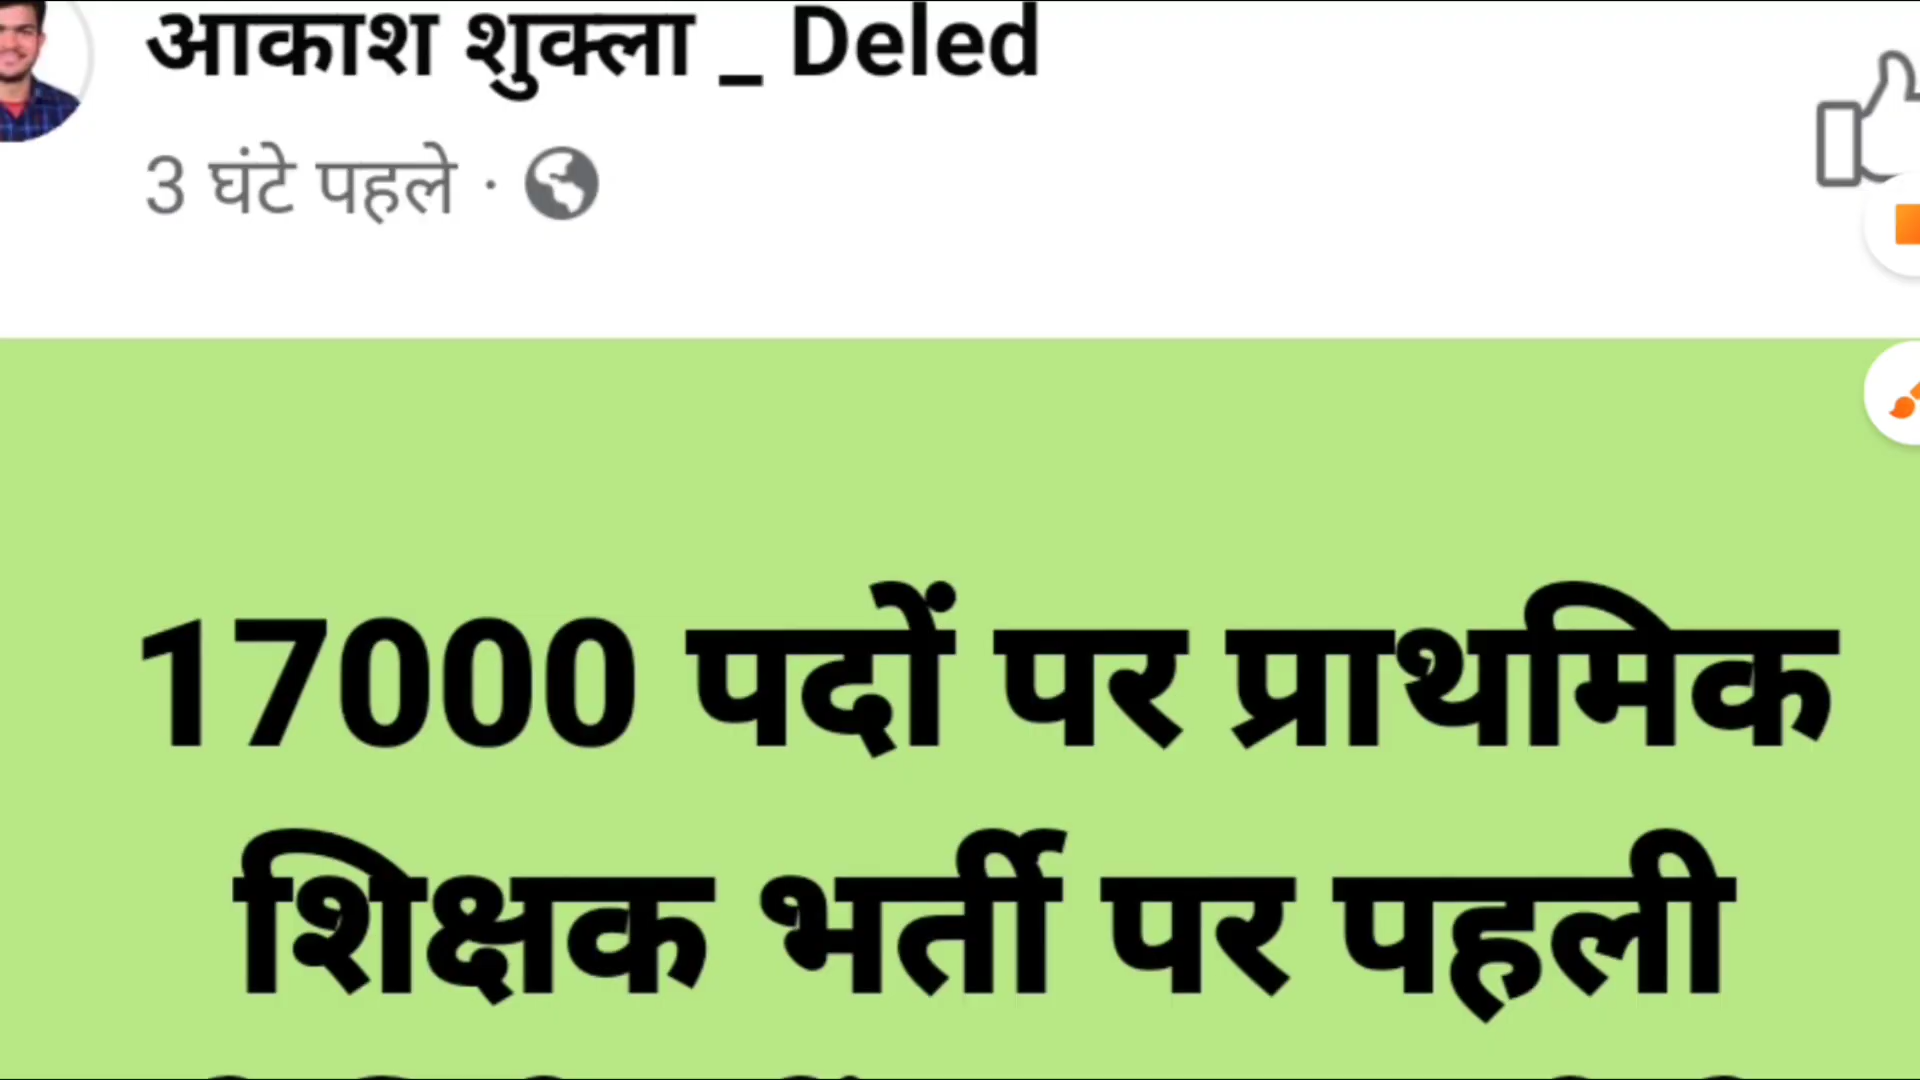 आकाश शुक्ला _ Deled
3 घंटे पहले ·
17000 पदों पर प्राथमिक
शिक्षक भर्ती पर पहली